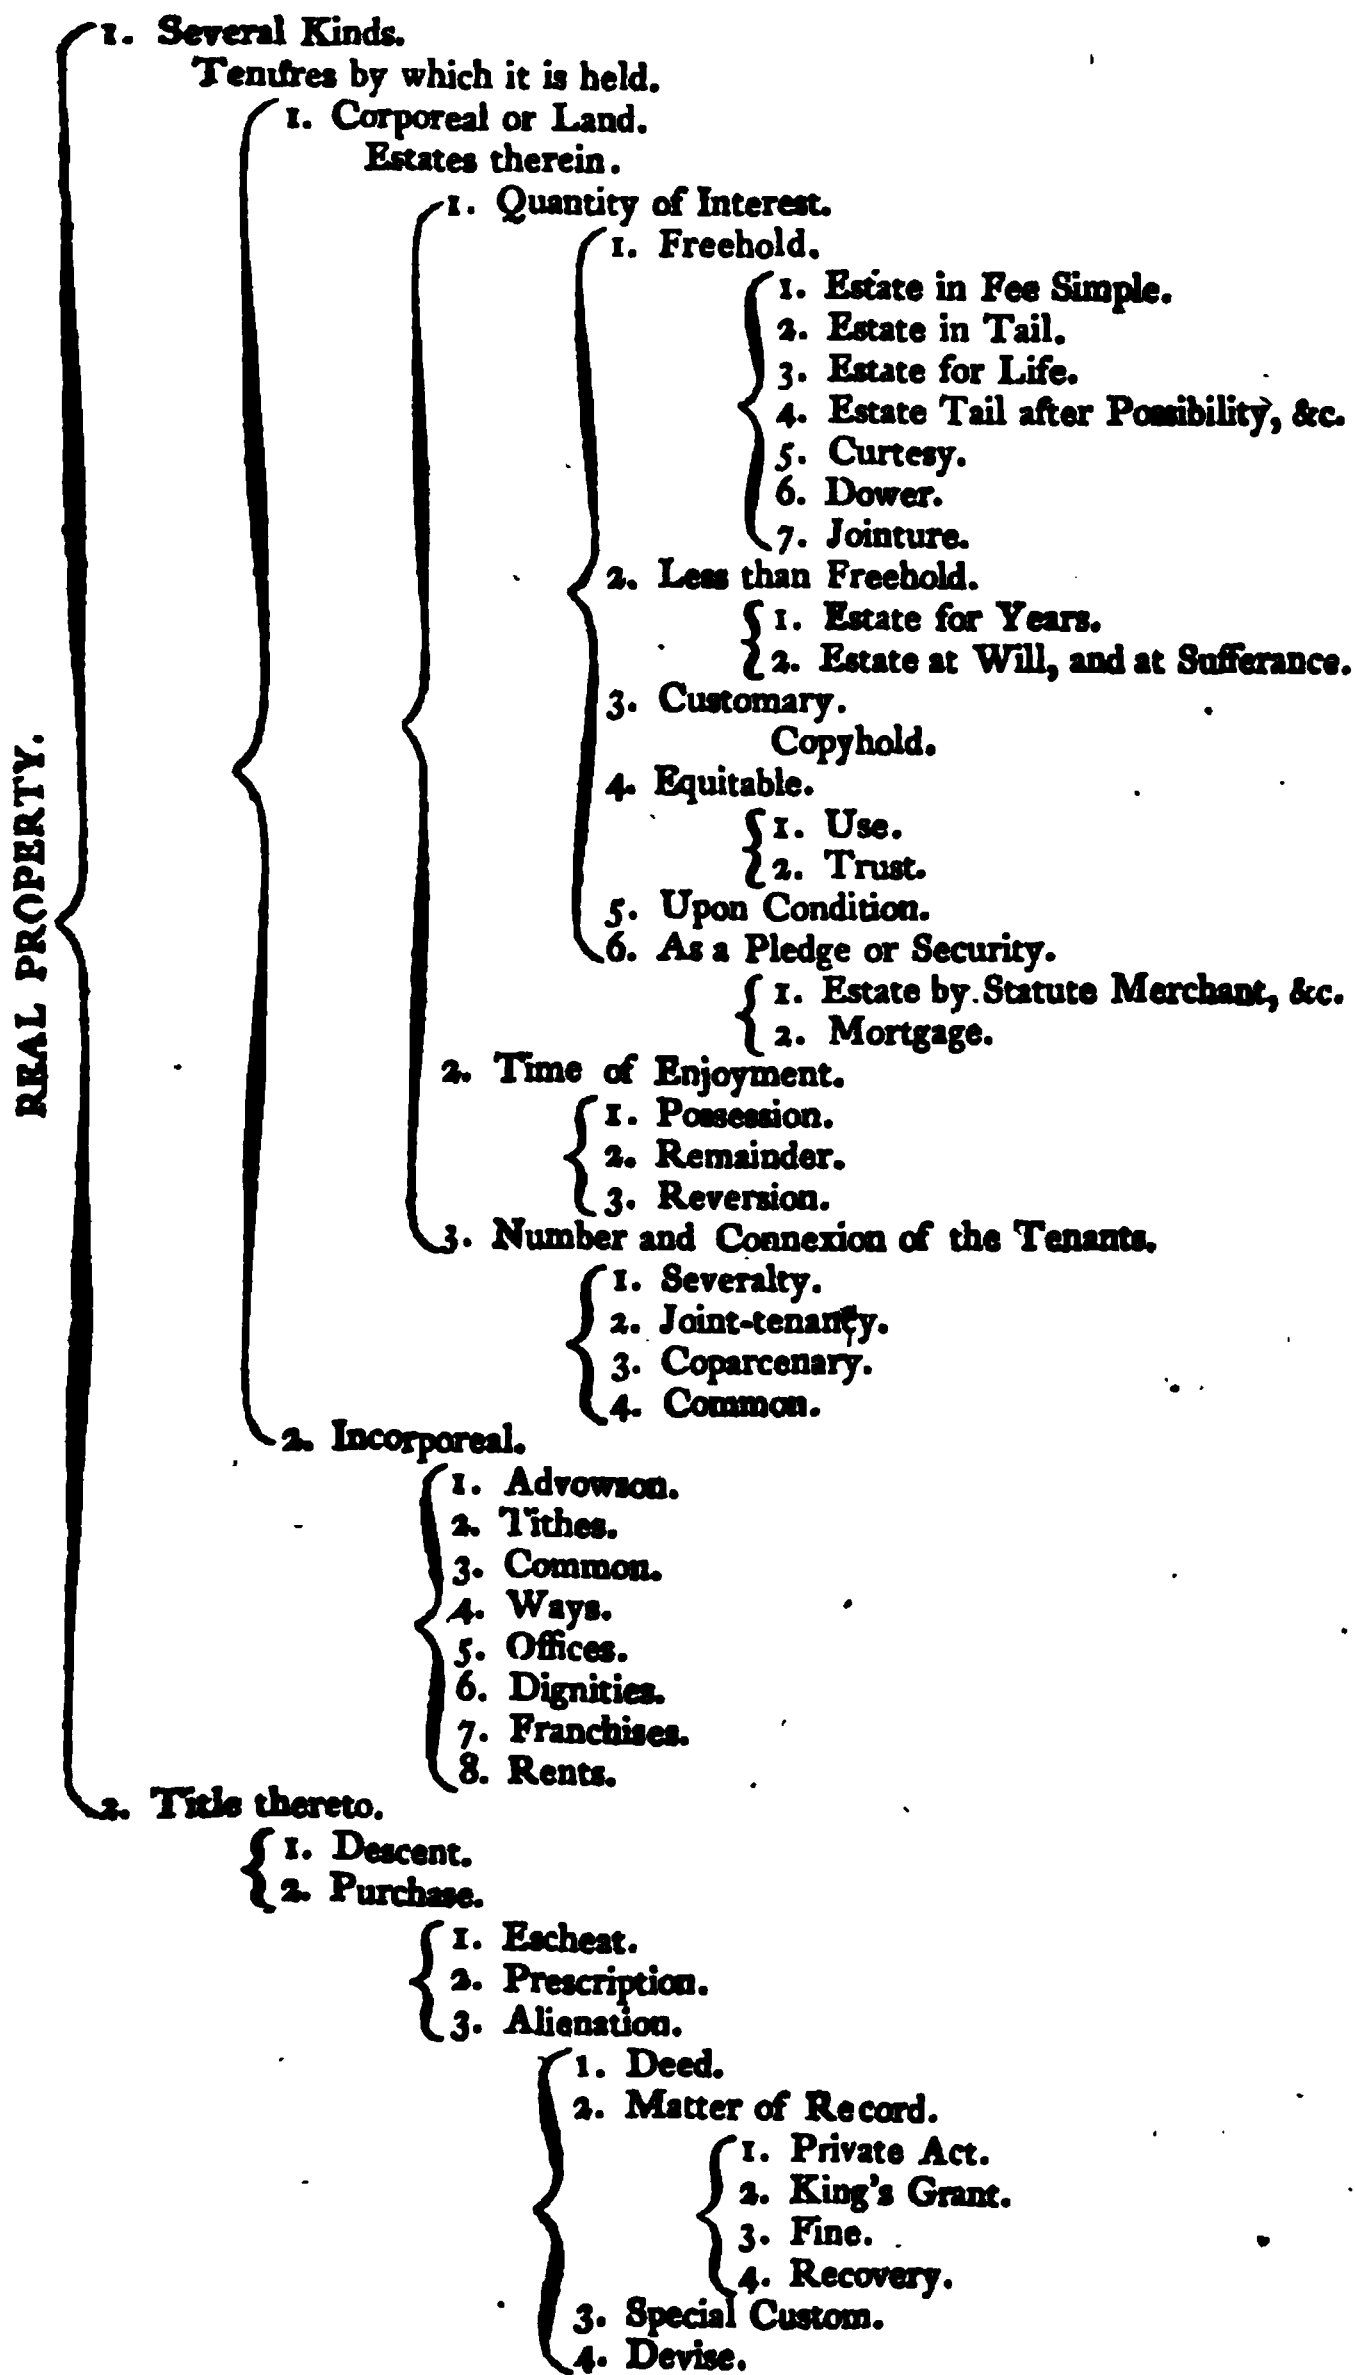 REAL PROPERTY.
1. Several Kinds.
Tenures by which it is held.
1. Corporeal or Land.
Estates therein.
1. Quantity of Interest.
1. Freehold.
1. Estate in Fee Simple.
2. Estate in Tail.
3. Estate for Life.
4. Estate Tail after Possibility, &c.
5. Curtesy.
6. Dower.
7. Jointure.
2. Less than Freehold.
1. Estate for Years.
2. Estate at Will, and at Sufferance.
3. Customary.
Copyhold.
4. Equitable.
1. Use.
2. Trust.
5. Upon Condition.
6. As a Pledge or Security.
1. Estate by Statute Merchant, &c.
2. Mortgage.
2. Time of Enjoyment.
1. Possession.
2. Remainder.
3. Reversion.
3. Number and Connexion of the Tenants.
1. Severalty.
2. Joint-tenancy.
3. Coparcenary.
4. Common.
2. Incorporeal.
1. Advowson.
2. Tithes.
3. Common.
4. Ways.
5. Offices.
6. Dignities.
7. Franchises.
8. Rents.
2. Title thereto.
1. Descent.
2. Purchase.
1. Escheat.
2. Prescription.
3. Alienation.
1. Deed.
2. Matter of Record.
1. Private Act.
2. King's Grant.
3. Fine.
4. Recovery.
3. Special Custom.
4. Devise.